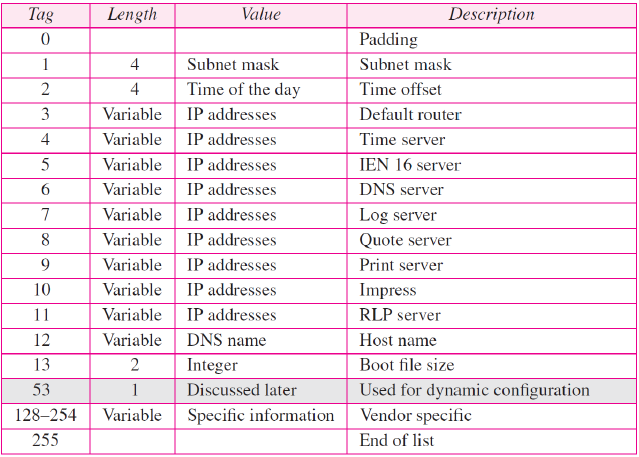 Tag Length Value Description
0 Padding
1 4 Subnet mask Subnet mask
2 4 Time of the day Time offset
3 Variable IP addresses Default router
4 Variable IP addresses Time server
5 Variable IP addresses IEN 16 server
6 Variable IP addresses DNS server
7 Variable IP addresses Log server
8 Variable IP addresses Quote server
9 Variable IP addresses Print server
10 Variable IP addresses Impress
11 Variable IP addresses RLP server
12 Variable DNS name Host name
13 2 Integer Boot file size
53 1 Discussed later Used for dynamic configuration
128–254 Variable Specific information Vendor specific
255 End of list